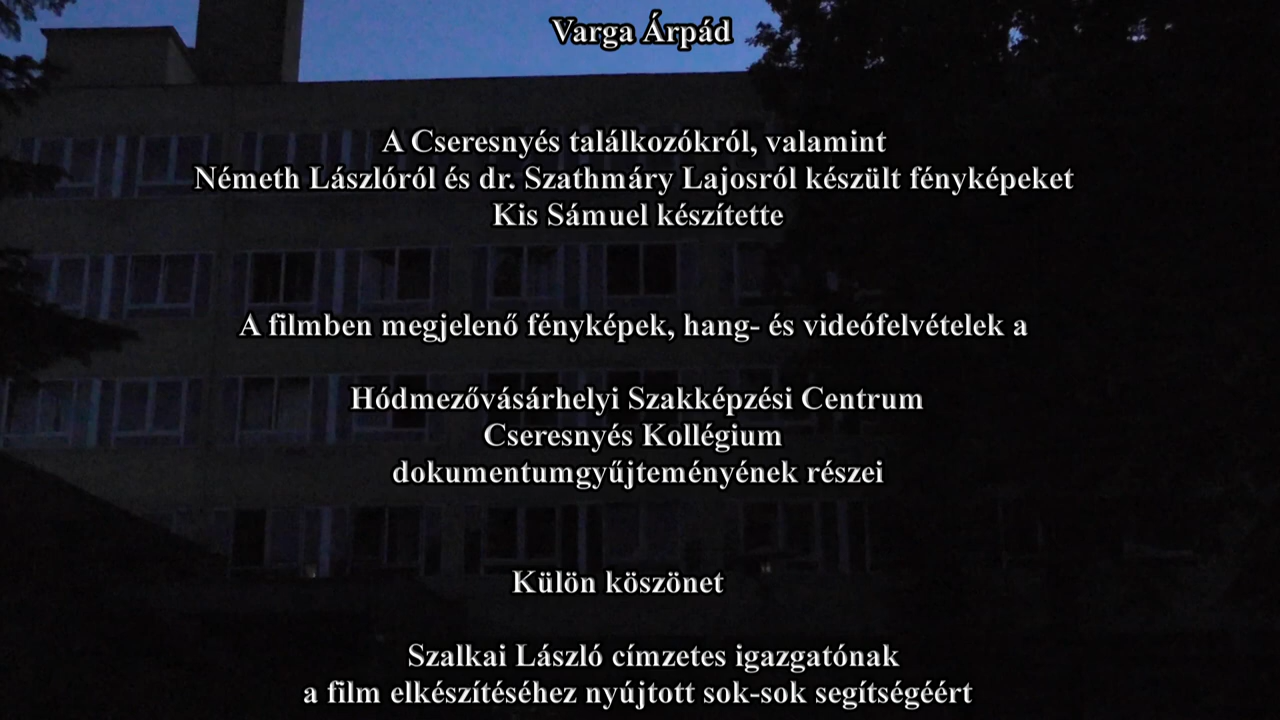 Varga Árpád
A Cseresnyés találkozókról, valamint
Németh Lászlóról és dr. Szathmáry Lajosról készült fényképeket
Kis Sámuel készítette
A filmben megjelenő fényképek, hang- és videófelvételek a
Hódmezővásárhelyi Szakképzési Centrum
Cseresnyés Kollégium
dokumentumgyűjteményének részei
Külön köszönet
Szalkai László címzetes igazgatónak
a film elkészítéséhez nyújtott sok-sok segítségéért